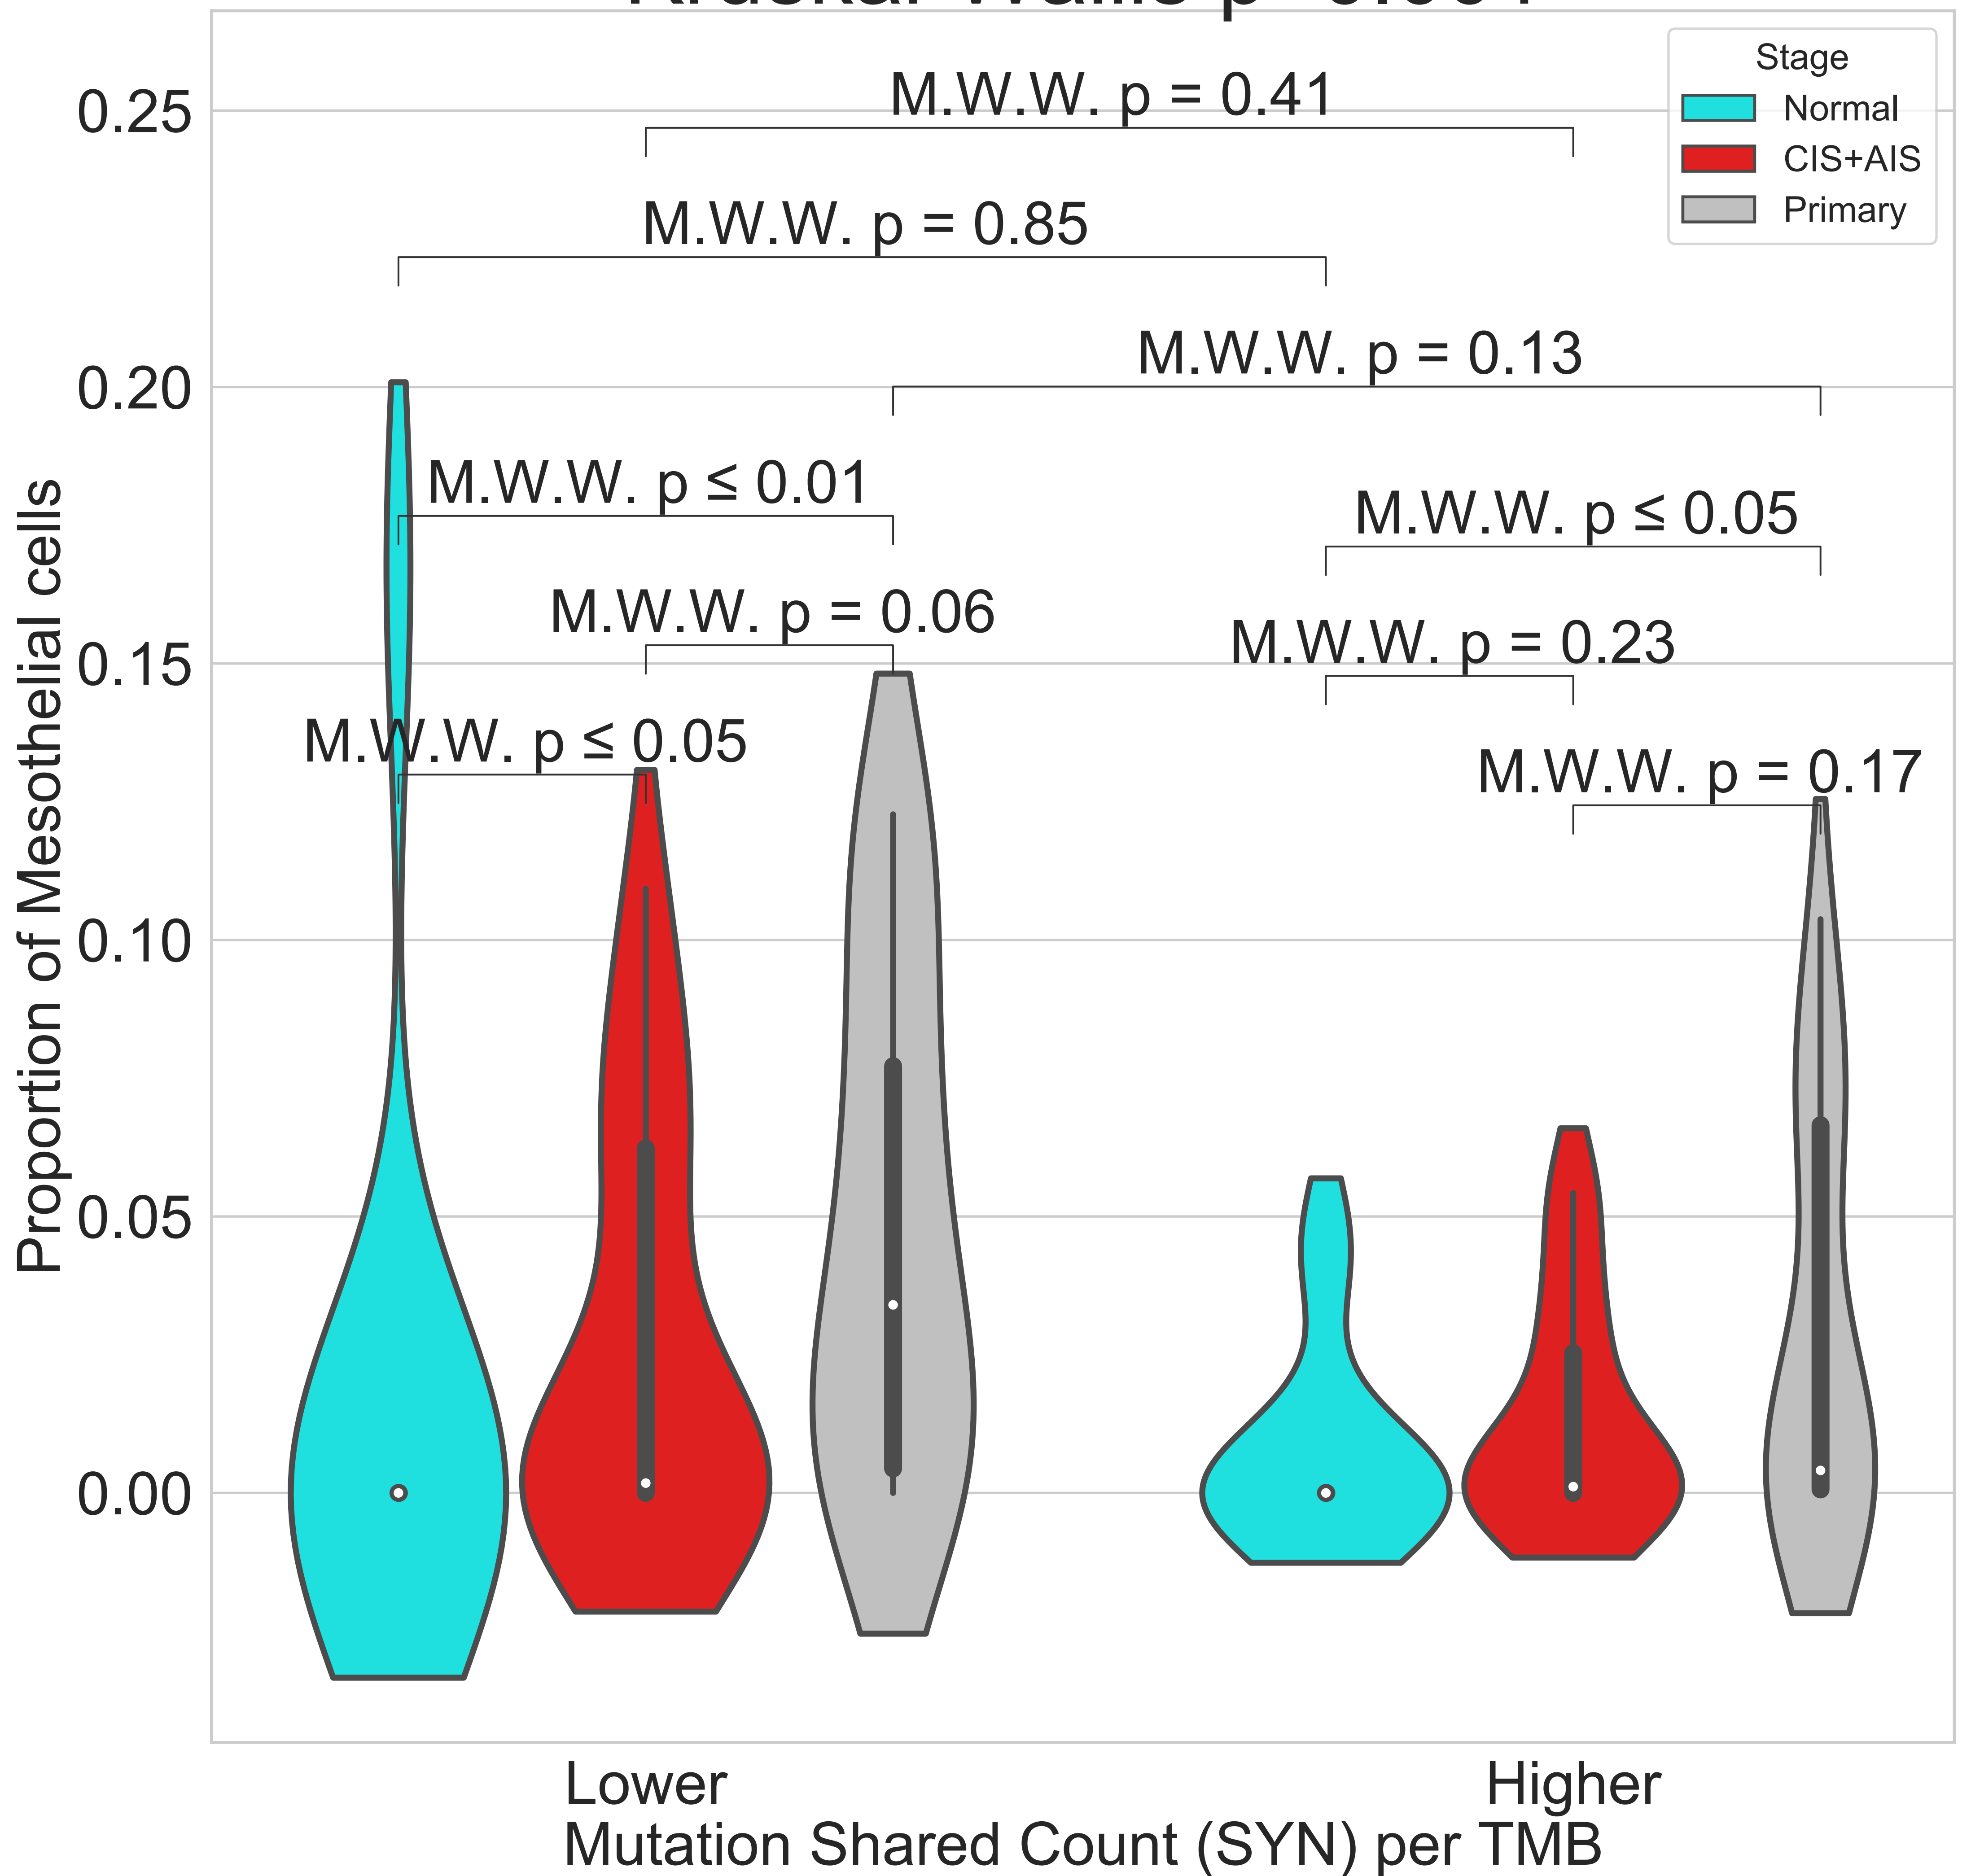 0.25
0.20
0.15
0.10
0.05
0.00
Proportion of Mesothelial cells
M.W.W. p = 0.41
M.W.W. p = 0.85
M.W.W. p = 0.13
M.W.W. p ≤ 0.01
M.W.W. p ≤ 0.05
M.W.W. p = 0.06
M.W.W. p = 0.23
M.W.W. p ≤ 0.05
M.W.W. p = 0.17
Stage
Normal
CIS+AIS
Primary
Lower
Higher
Mutation Shared Count (SYN) per TMB